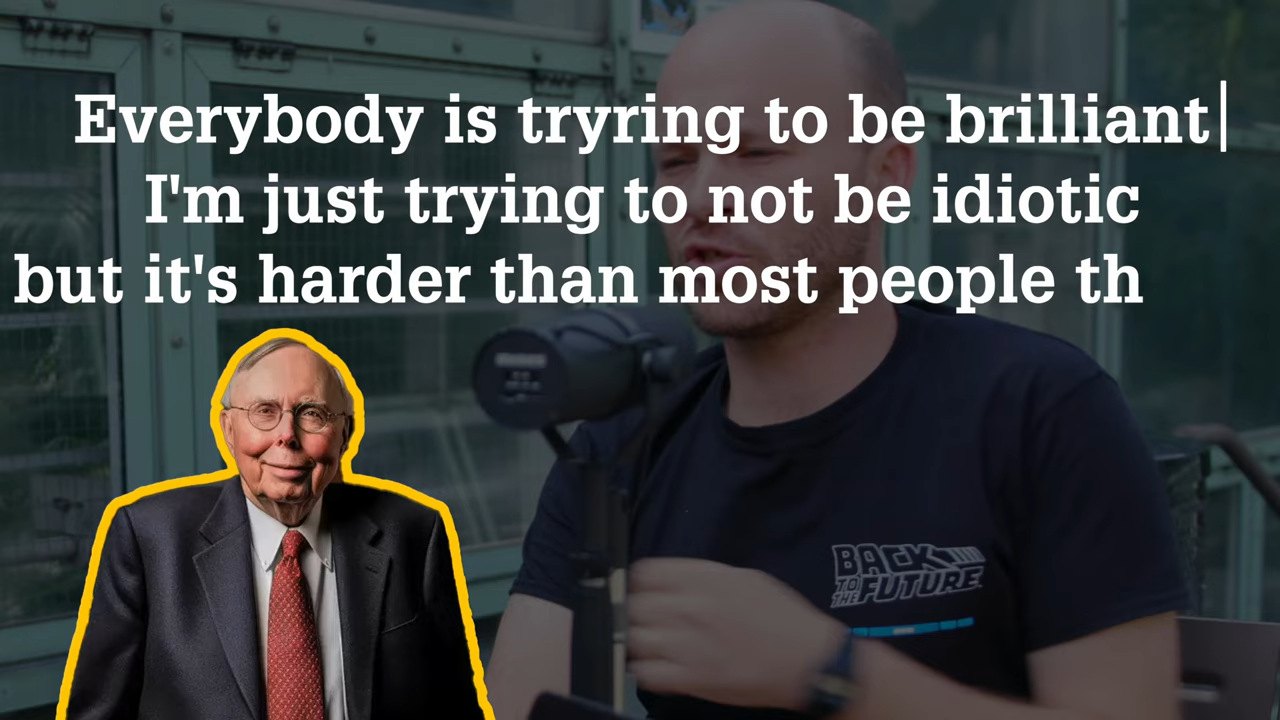 Everybody is tryring to be brilliant
I'm just trying to not be idiotic
but it's harder than most people th
BACK
TO THE FUTURE